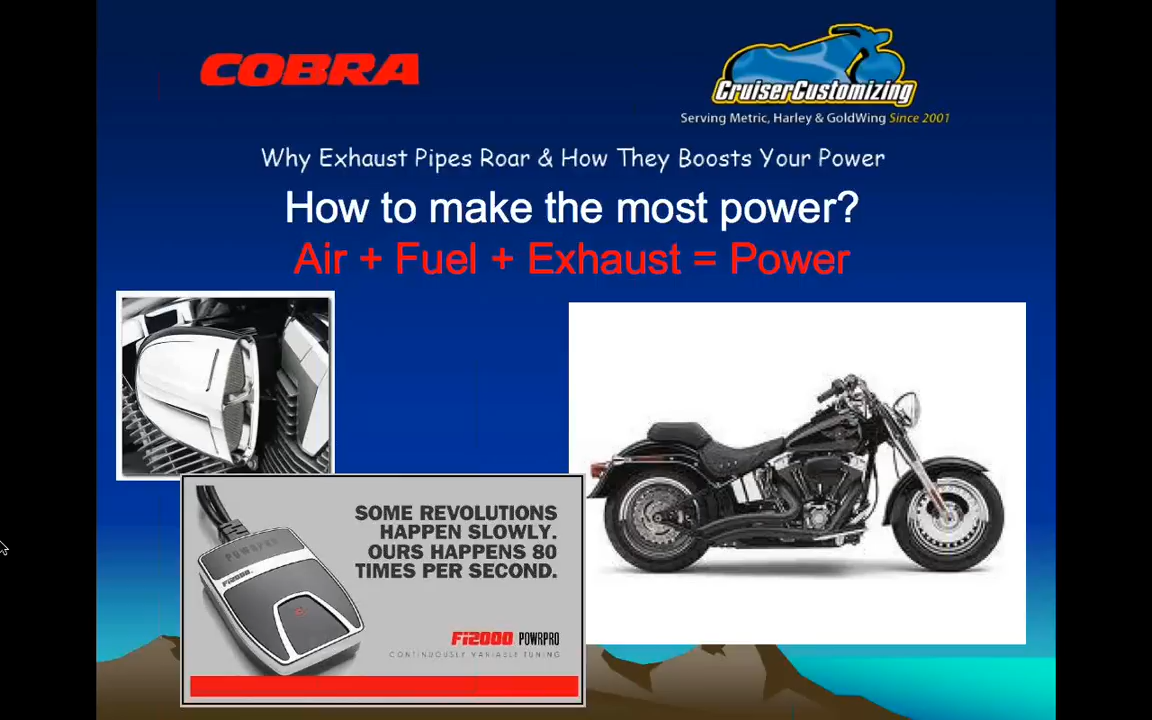 COBRA
CruiserCustomizing
Serving Metric, Harley & GoldWing Since 2001
Why Exhaust Pipes Roar & How They Boosts Your Power
How to make the most power?
Air + Fuel + Exhaust = Power
POWRPRO
Fi2000
SOME REVOLUTIONS
HAPPEN SLOWLY.
OURS HAPPENS 80
TIMES PER SECOND.
Fi2000 POWRPRO
CONTINUOUSLY VARIABLE TUNING